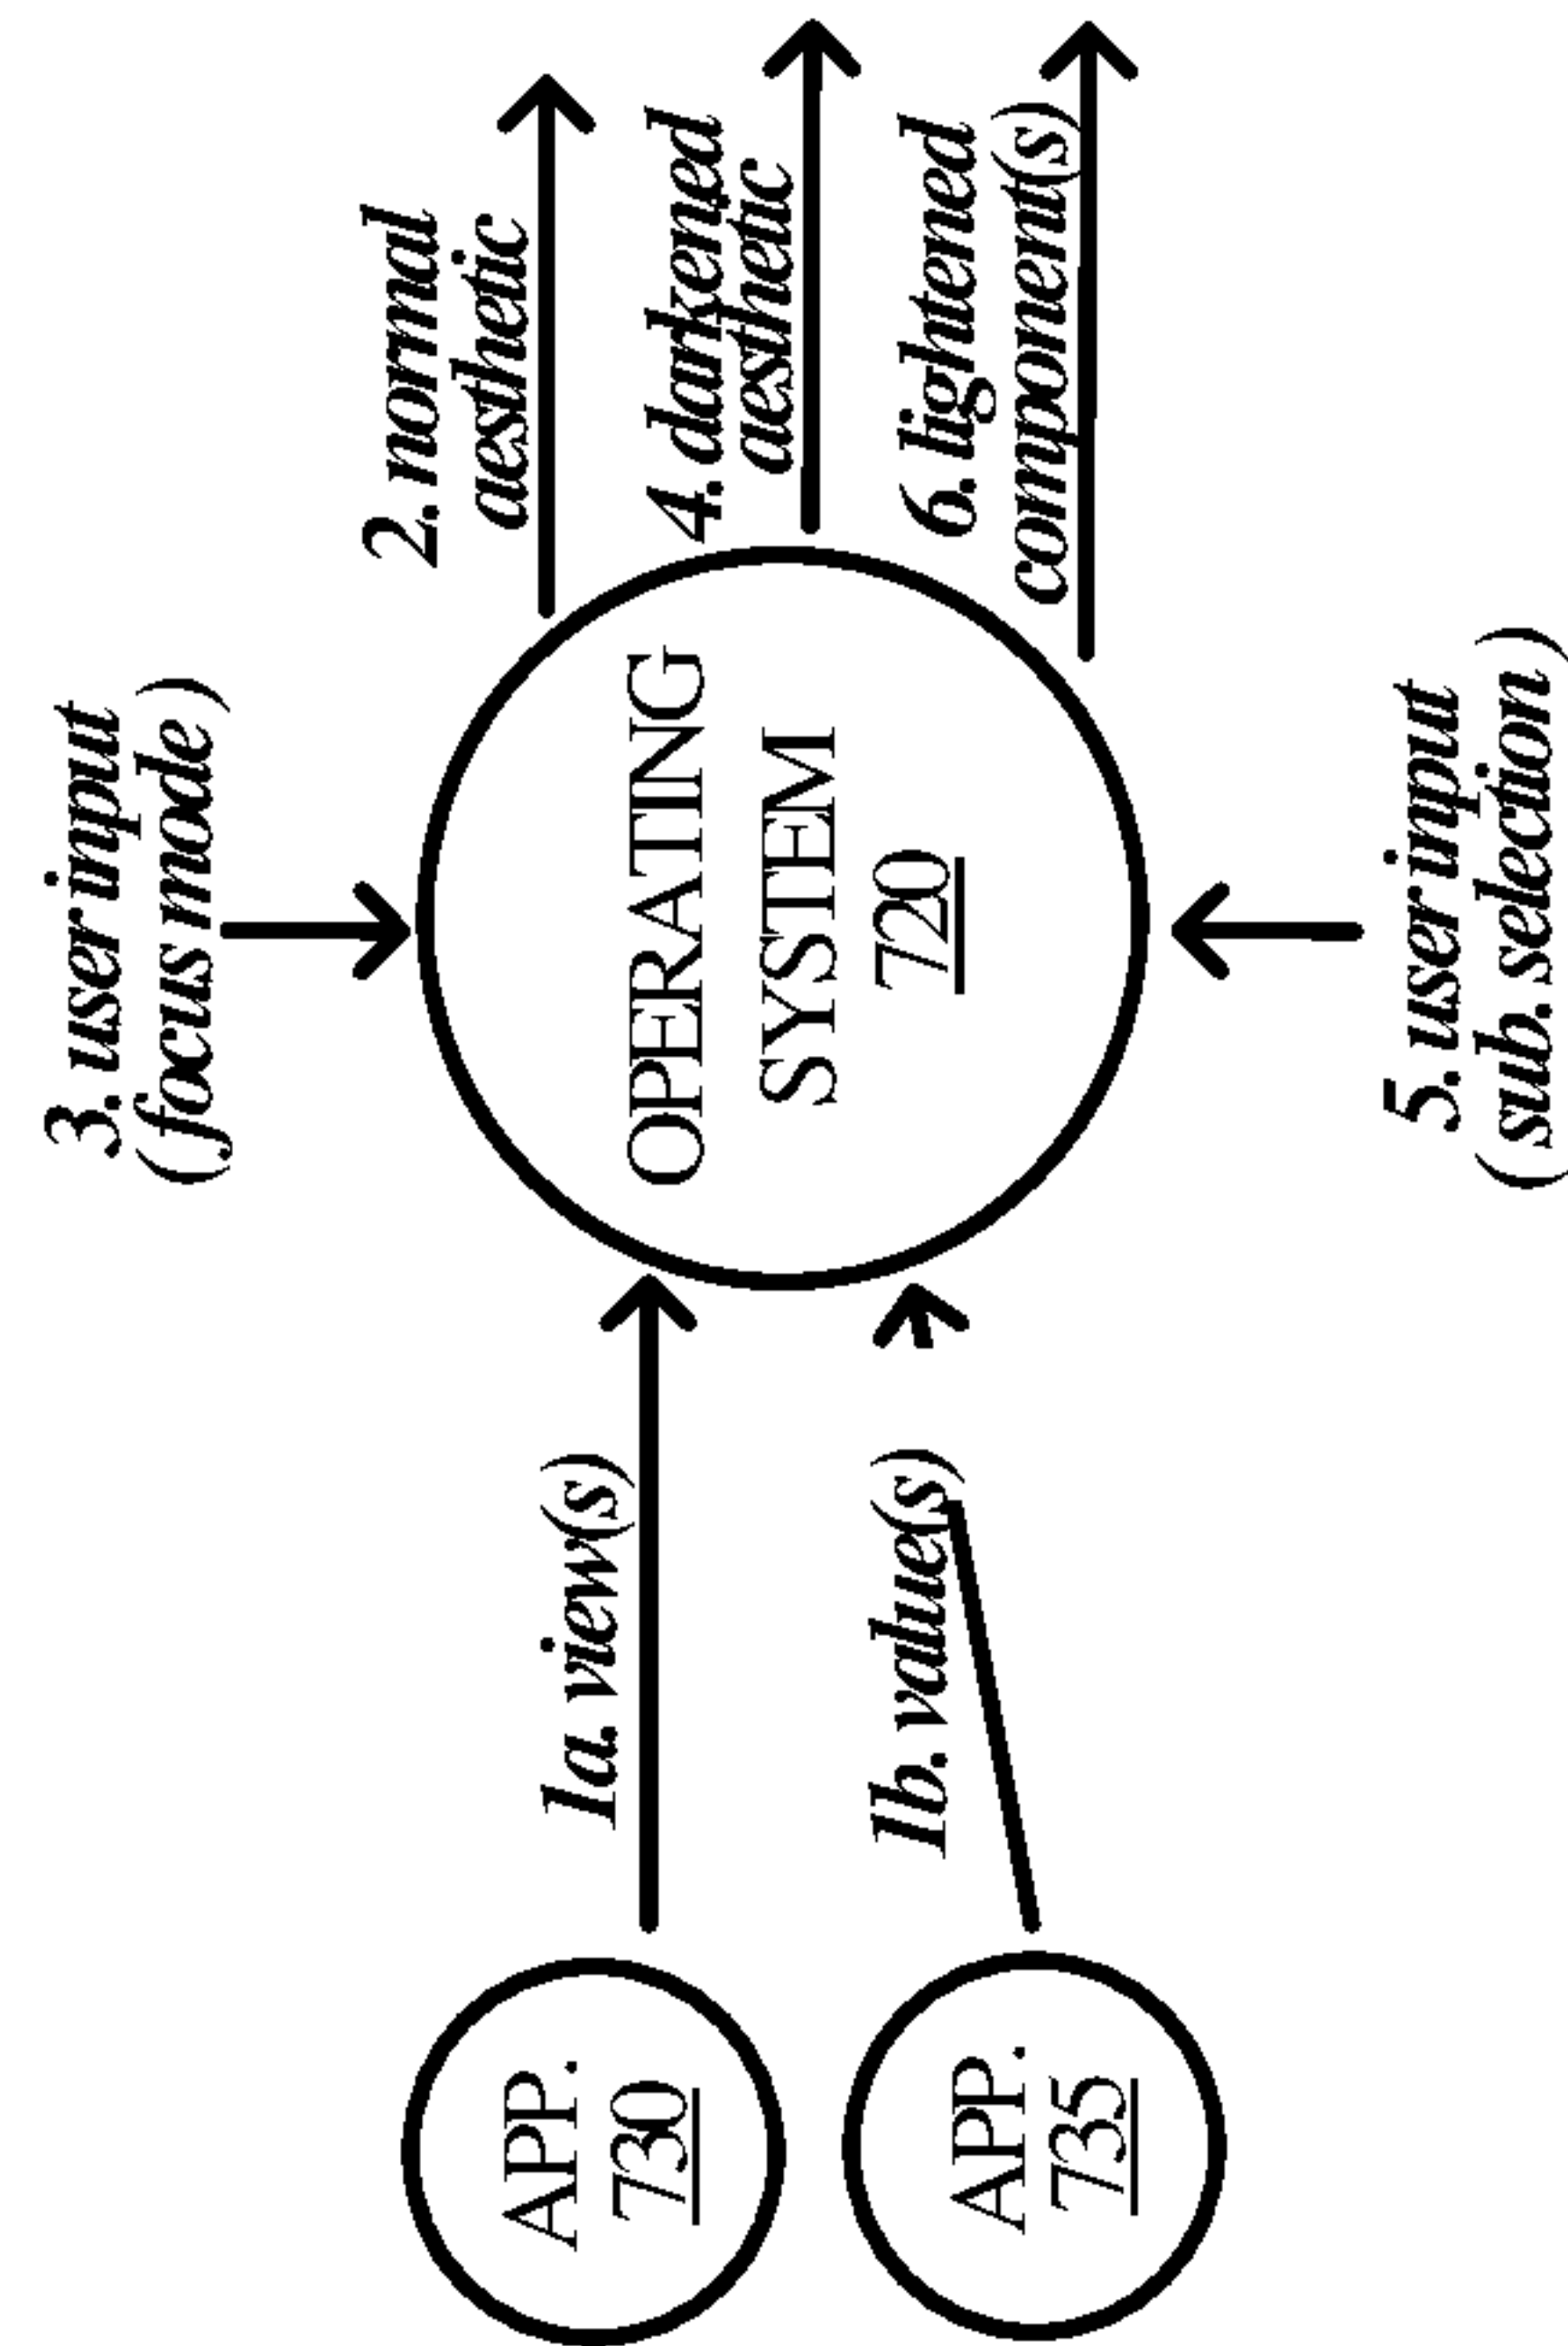 3. user input
(focus mode)
2. normal
aesthetic
APP.
730
1a. view(s)
OPERATING
SYSTEM
720
4. darkened
aesthetic
APP.
735
1b. value(s)
6. lightened
component(s)
5. user input
(sub. selection)